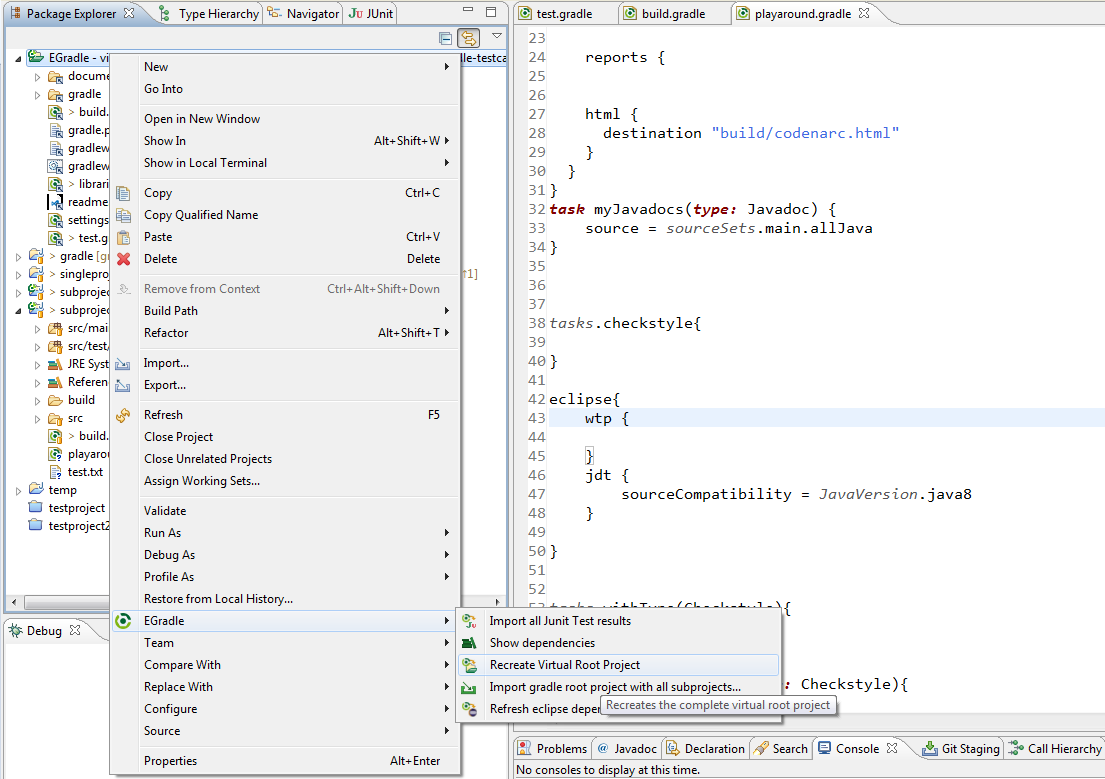 Package Explorer
Type Hierarchy
Navigator
JUnit
EGradle - vi
le-testca
docume
gradle
> build.
gradle.p
gradlew
gradlew
> librari
readme
settings
> test.g
> gradle [g
> singleproj
↑1]
> subproje
> subproje
src/mai
src/test/
JRE Syst
Referenc
build
src
> build.
playarou
test.txt
temp
testproject
testproject2
Debug
New
Go Into
Open in New Window
Show In Alt+Shift+W
Show in Local Terminal
Copy Ctrl+C
Copy Qualified Name
Paste Ctrl+V
Delete Delete
Remove from Context Ctrl+Alt+Shift+Down
Build Path
Refactor Alt+Shift+T
Import...
Export...
Refresh F5
Close Project
Close Unrelated Projects
Assign Working Sets...
Validate
Run As
Debug As
Profile As
Restore from Local History...
EGradle
Team
Compare With
Replace With
Configure
Source
Properties Alt+Enter
Import all Junit Test results
Show dependencies
Recreate Virtual Root Project
Import gradle root project with all subprojects...
Refresh eclipse depen
Recreates the complete virtual root project
test.gradle
build.gradle
playaround.gradle
23
24 reports {
25
26
27 html {
28 destination "build/codenarc.html"
29 }
30 }
31 }
32 task myJavadocs(type: Javadoc) {
33 source = sourceSets.main.allJava
34 }
35
36
37
38 tasks.checkstyle{
39
40 }
41
42 eclipse{
43 wtp {
44
45 }
46 jdt {
47 sourceCompatibility = JavaVersion.java8
48 }
49
50 }
51
52
53 tasks.withType(Checkstyle){
: Checkstyle){
Problems
@ Javadoc
Declaration
Search
Console
Git Staging
Call Hierarchy
No consoles to display at this time.